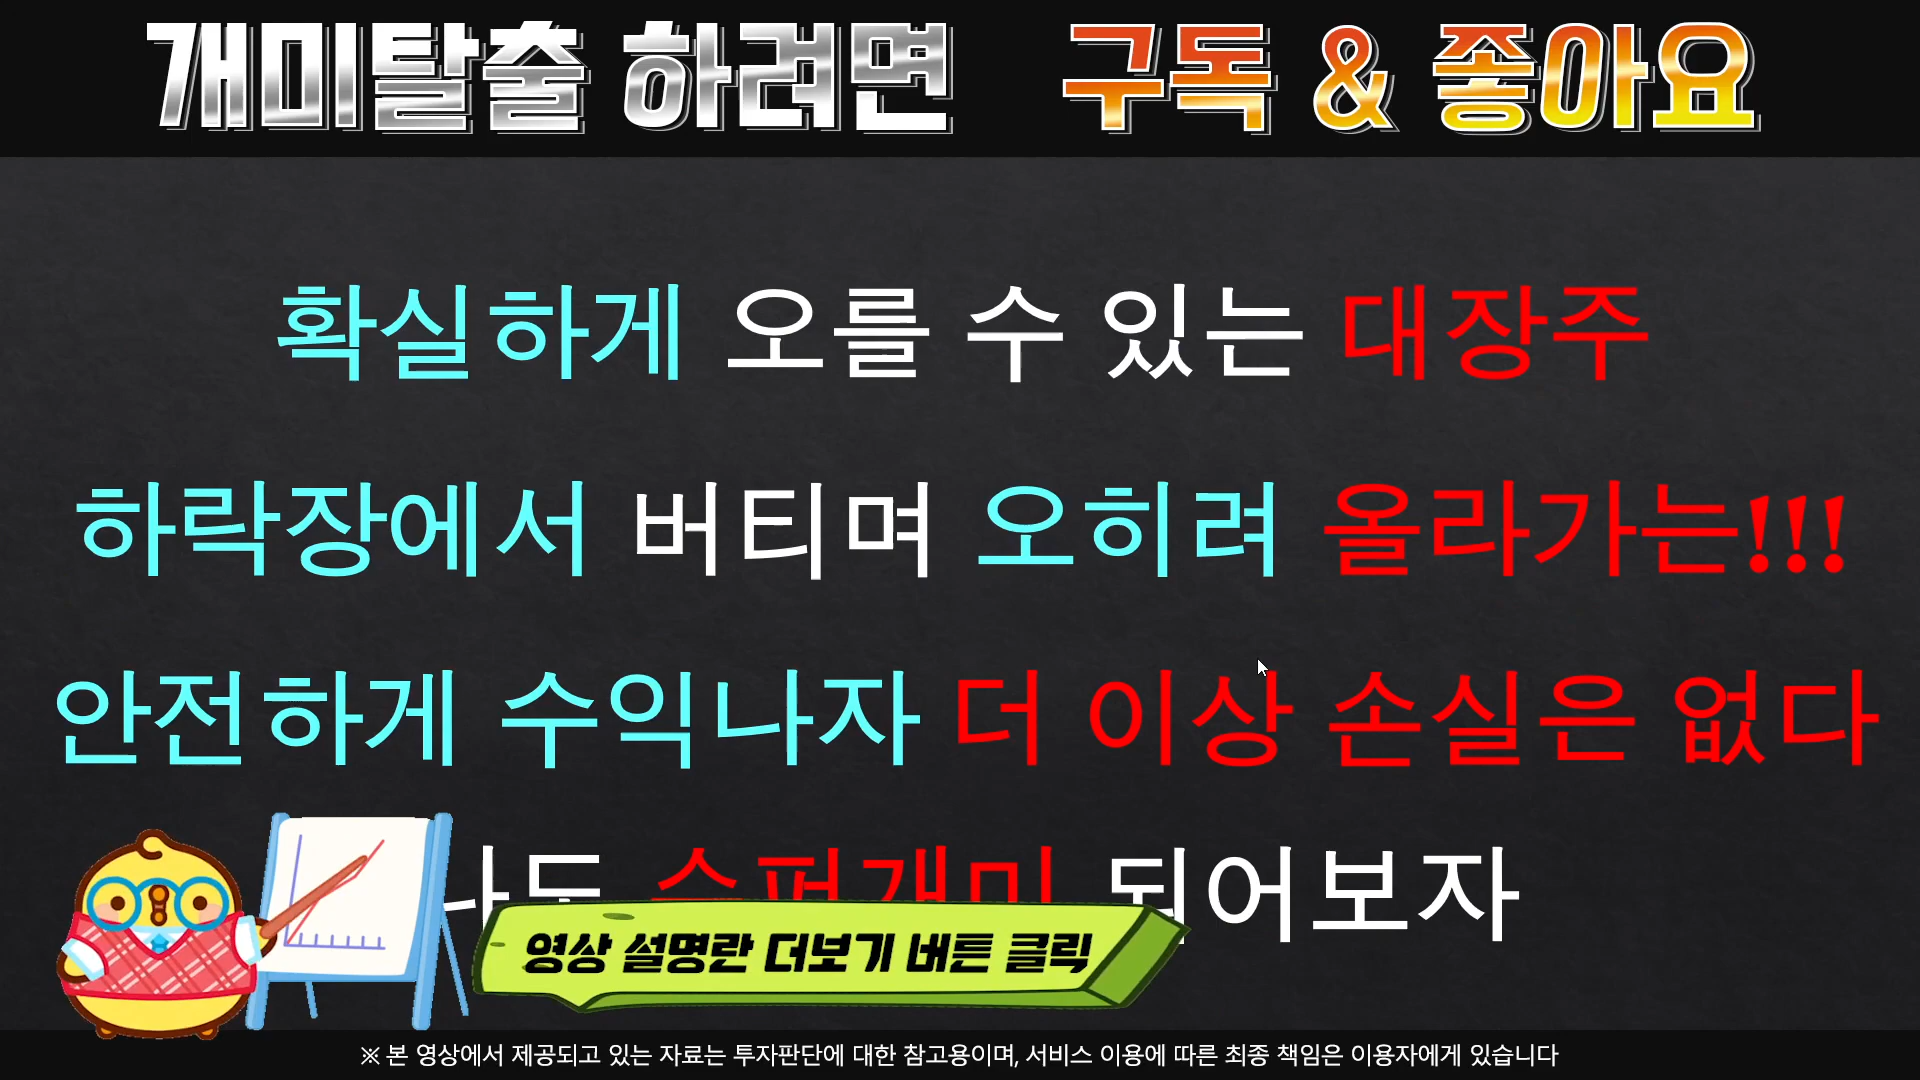 개미탈출 하려면 구독 & 좋아요
확실하게 오를 수 있는 대장주
하락장에서 버티며 오히려 올라가는!!!
안전하게 수익나자 더 이상 손실은 없다
나도 슈퍼개미 되어보자
영상 설명란 더보기 버튼 클릭
※ 본 영상에서 제공되고 있는 자료는 투자판단에 대한 참고용이며, 서비스 이용에 따른 최종 책임은 이용자에게 있습니다